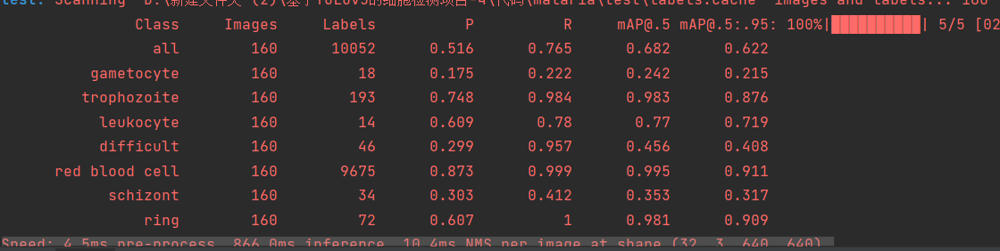 test: Scanning 'D:\新建文件夹 (2)\基于YOLOv5的细胞检测项目-4\代码\malaria\test\labels.cache' images and labels... 160
Class Images Labels P R mAP@.5 mAP@.5:.95: 100%| | 5/5 [02
all 160 10052 0.516 0.765 0.682 0.622
gametocyte 160 18 0.175 0.222 0.242 0.215
trophozoite 160 193 0.748 0.984 0.983 0.876
leukocyte 160 14 0.609 0.78 0.77 0.719
difficult 160 46 0.299 0.957 0.456 0.408
red blood cell 160 9675 0.873 0.999 0.995 0.911
schizont 160 34 0.303 0.412 0.353 0.317
ring 160 72 0.607 1 0.981 0.909
Speed: 4.5ms pre-process, 866.0ms inference, 10.4ms NMS per image at shape (32, 3, 640, 640)